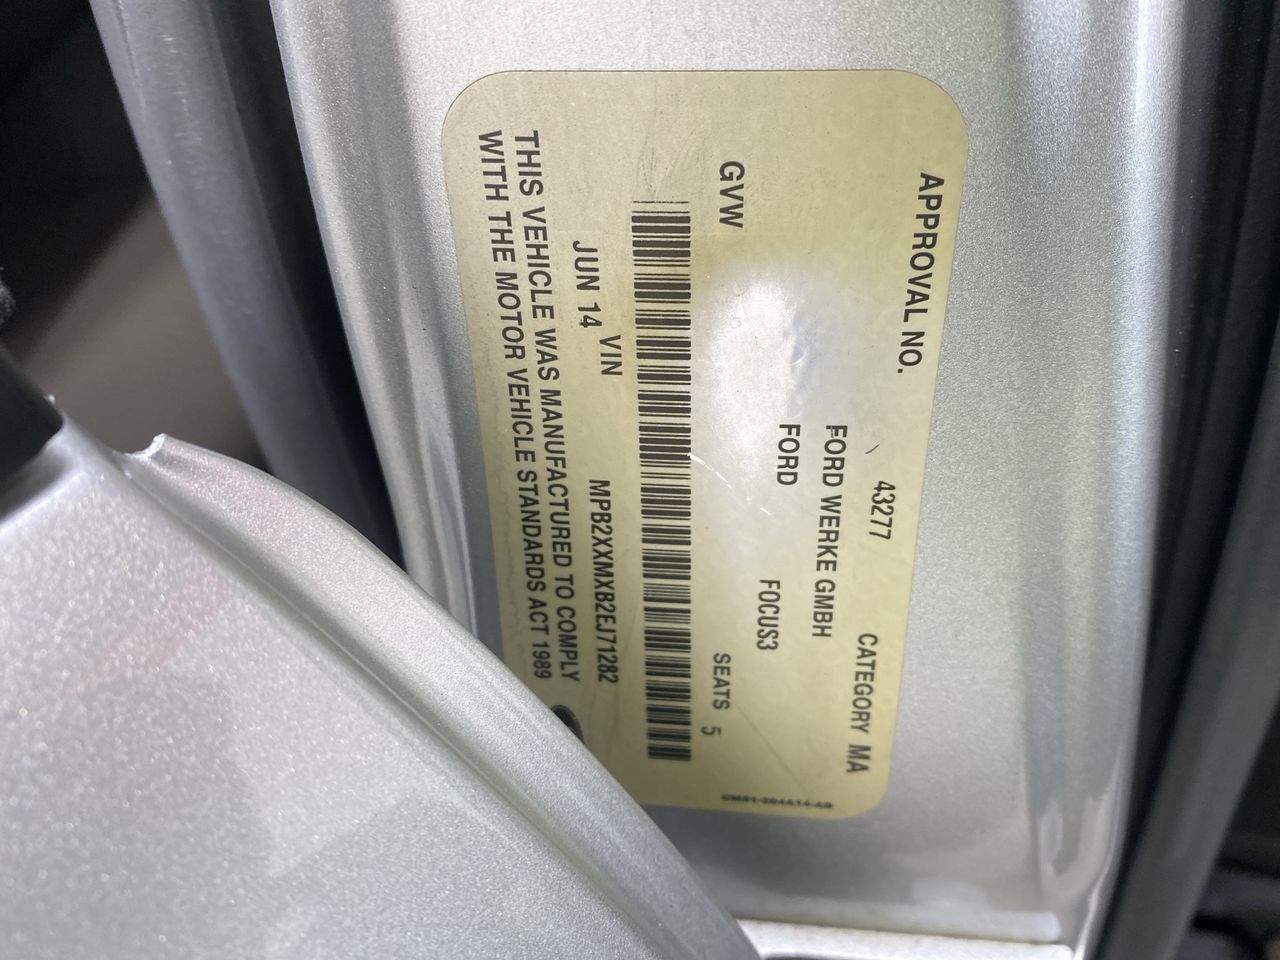 APPROVAL NO. 43277 CATEGORY MA
FORD WERKE GMBH
FORD FOCUS3
GVW SEATS 5
VIN MPB2XXMXB2EJ71282
JUN 14
THIS VEHICLE WAS MANUFACTURED TO COMPLY
WITH THE MOTOR VEHICLE STANDARDS ACT 1989